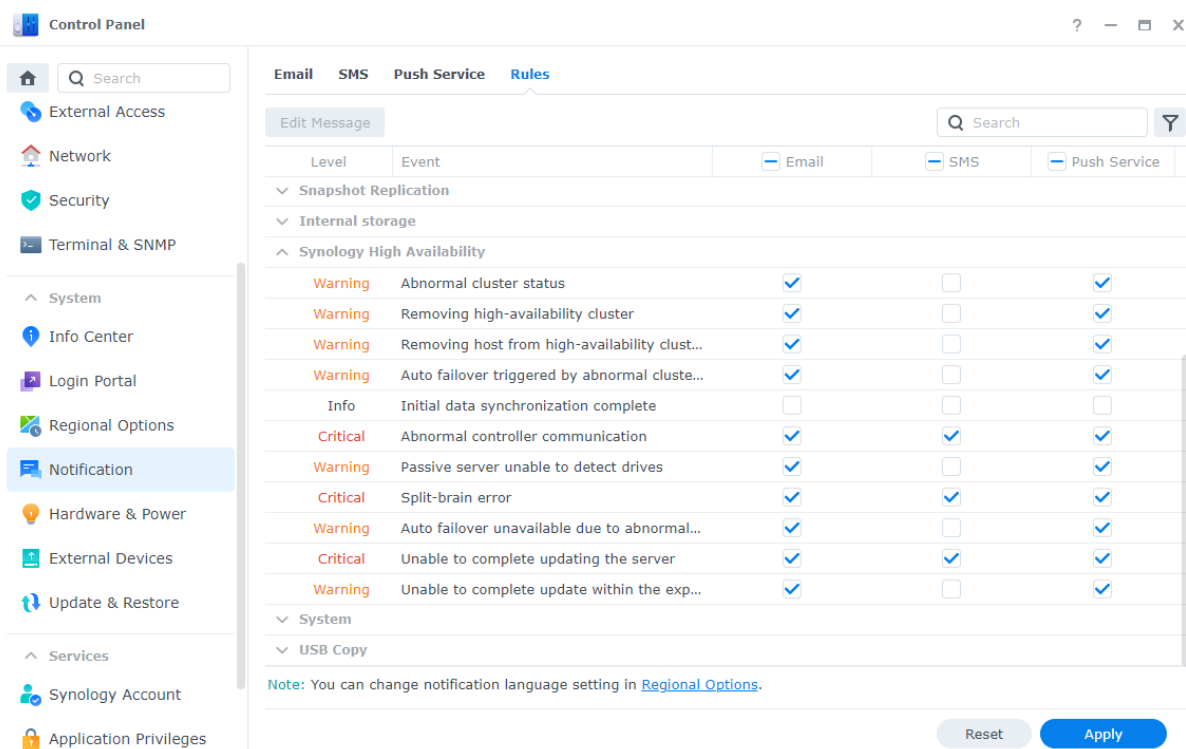 Control Panel
?
Search
External Access
Network
Security
Terminal & SNMP
System
Info Center
Login Portal
Regional Options
Notification
Hardware & Power
External Devices
Update & Restore
Services
Synology Account
Application Privileges
Email SMS Push Service Rules
Edit Message Search
Level Event Email SMS Push Service
Snapshot Replication
Internal storage
Synology High Availability
Warning Abnormal cluster status
Warning Removing high-availability cluster
Warning Removing host from high-availability clust...
Warning Auto failover triggered by abnormal cluste...
Info Initial data synchronization complete
Critical Abnormal controller communication
Warning Passive server unable to detect drives
Critical Split-brain error
Warning Auto failover unavailable due to abnormal...
Critical Unable to complete updating the server
Warning Unable to complete update within the exp...
System
USB Copy
Note: You can change notification language setting in Regional Options.
Reset Apply